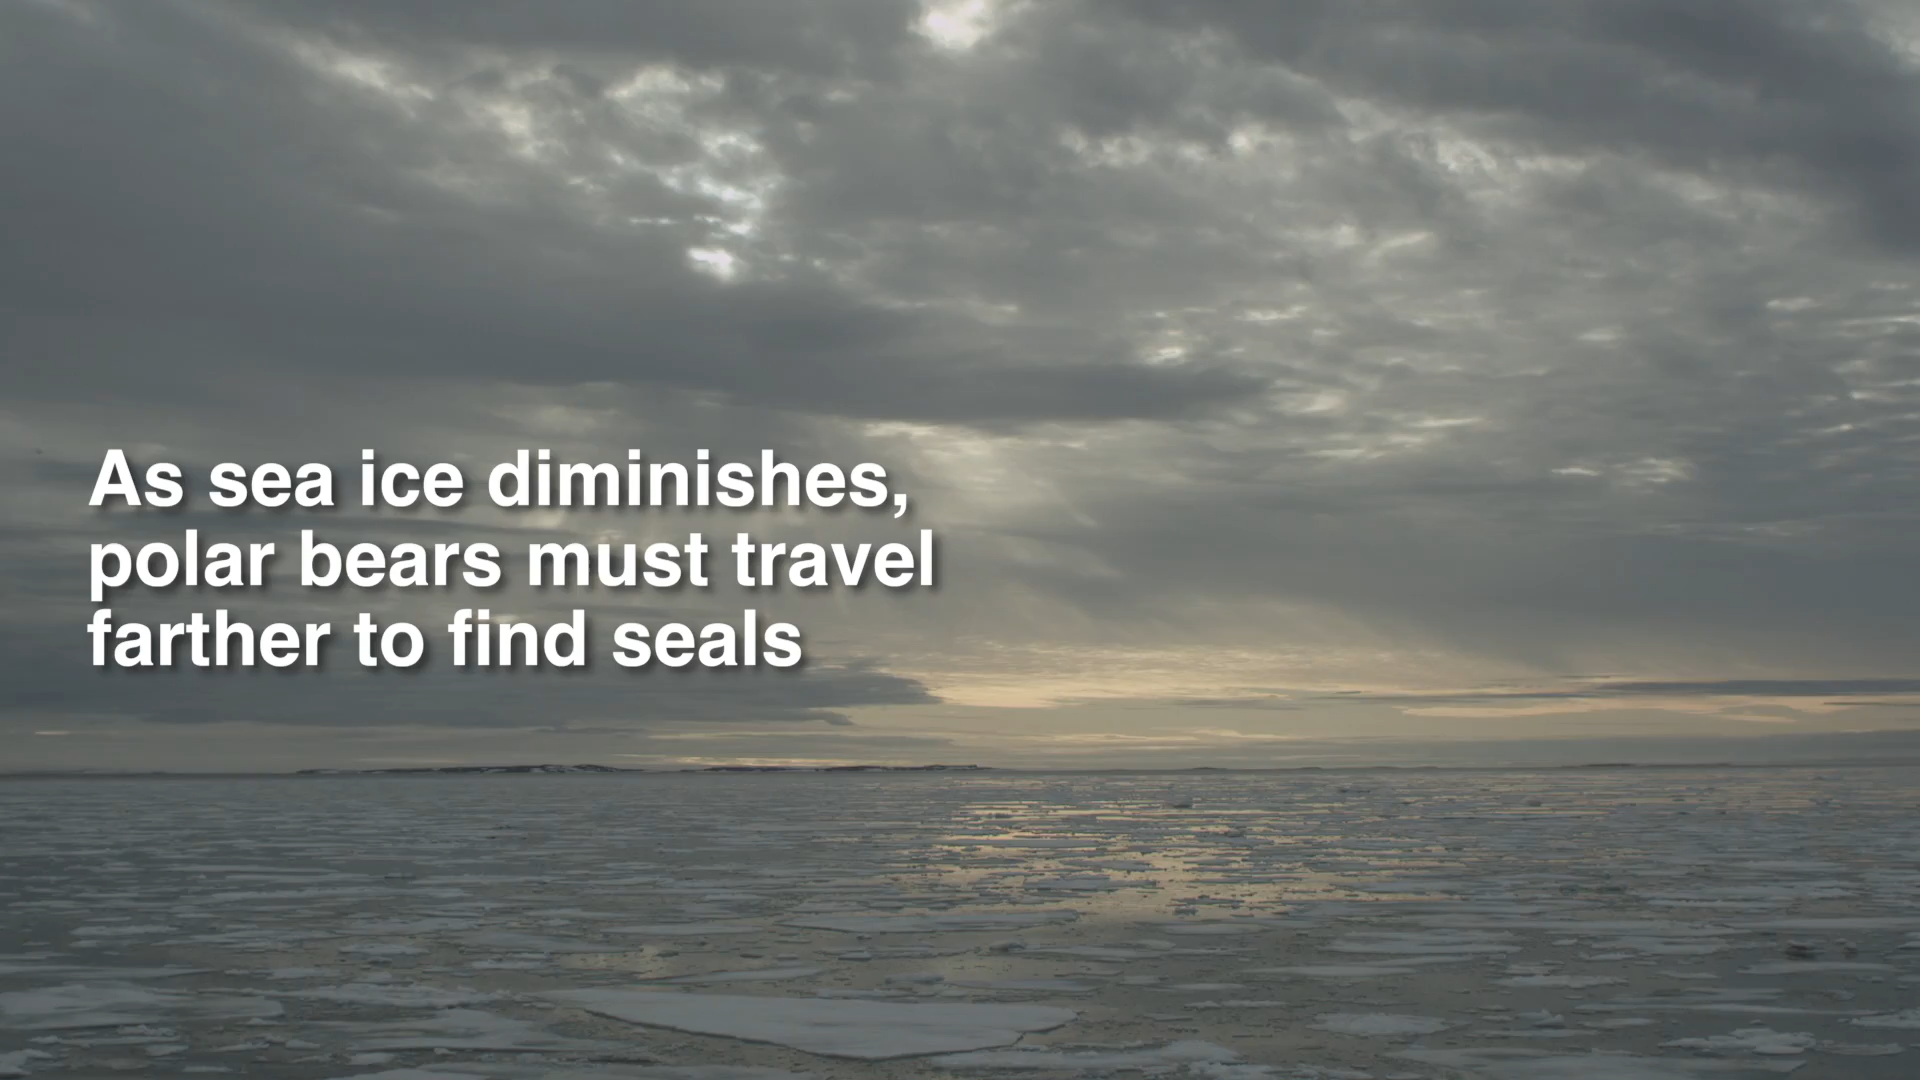 As sea ice diminishes,
polar bears must travel
farther to find seals